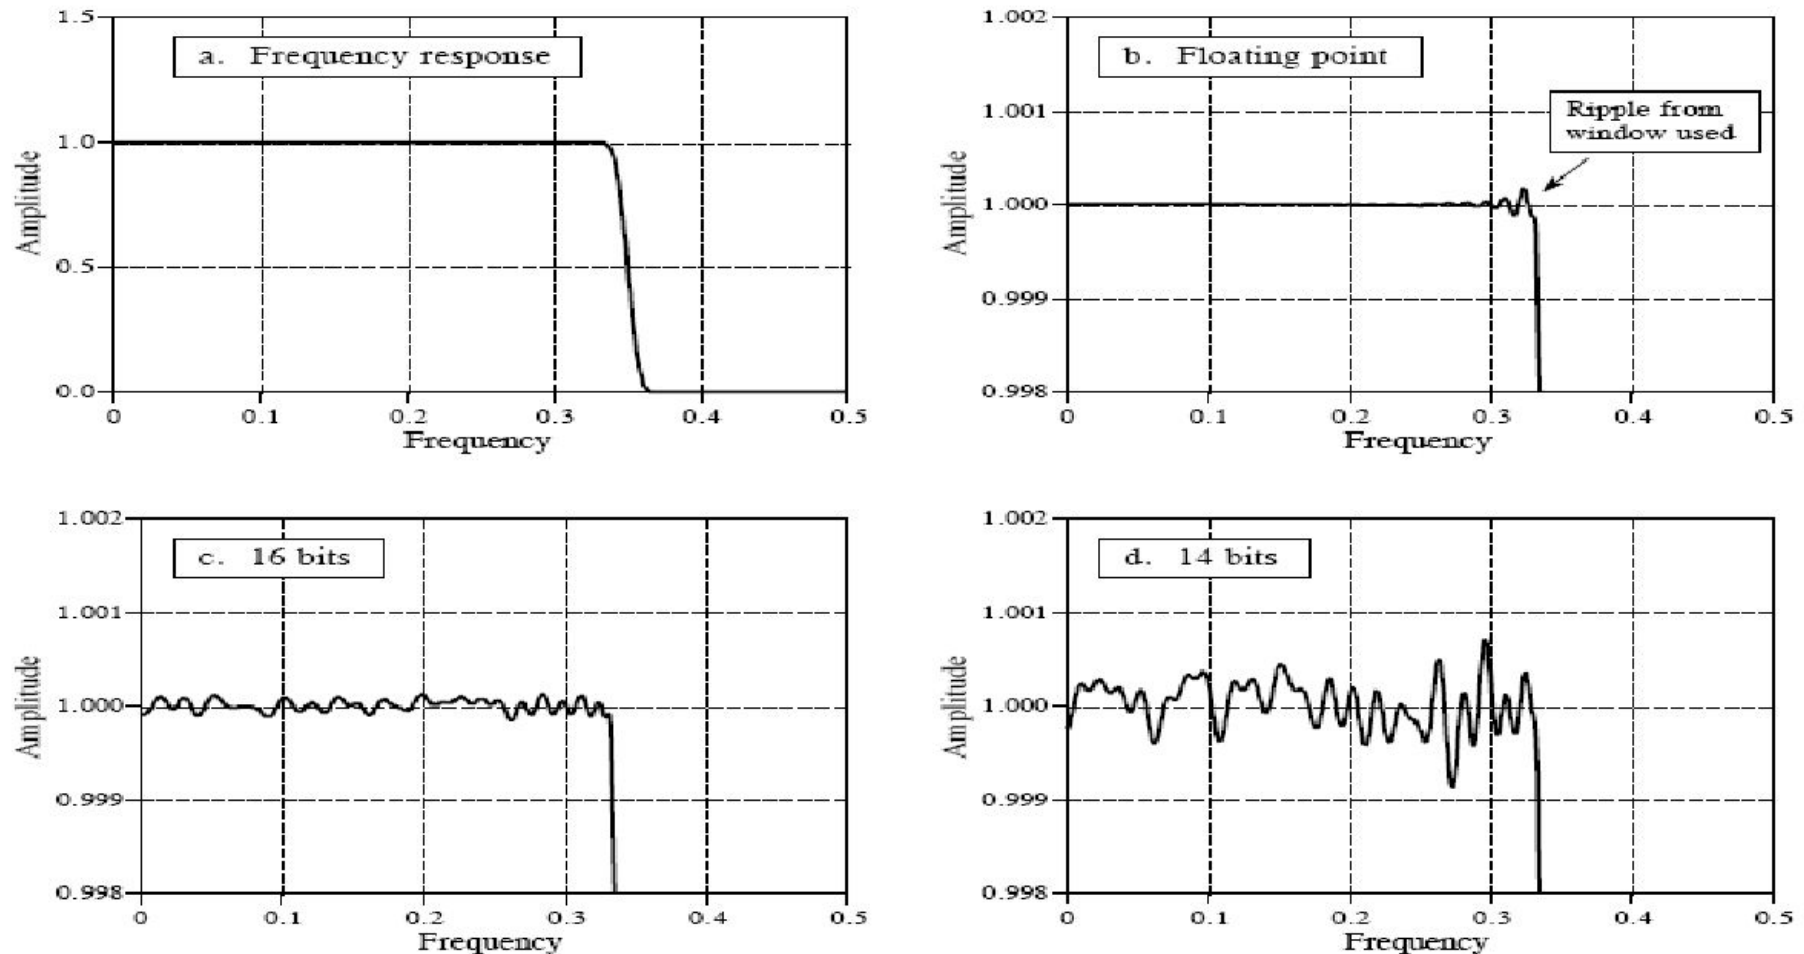 a. Frequency response
1.5
1.0
0.5
0.0
Amplitude
0 0.1 0.2 0.3 0.4 0.5
Frequency
b. Floating point
Ripple from
window used
1.002
1.001
1.000
0.999
0.998
Amplitude
0 0.1 0.2 0.3 0.4 0.5
Frequency
c. 16 bits
1.002
1.001
1.000
0.999
0.998
Amplitude
0 0.1 0.2 0.3 0.4 0.5
Frequency
d. 14 bits
1.002
1.001
1.000
0.999
0.998
Amplitude
0 0.1 0.2 0.3 0.4 0.5
Frequency